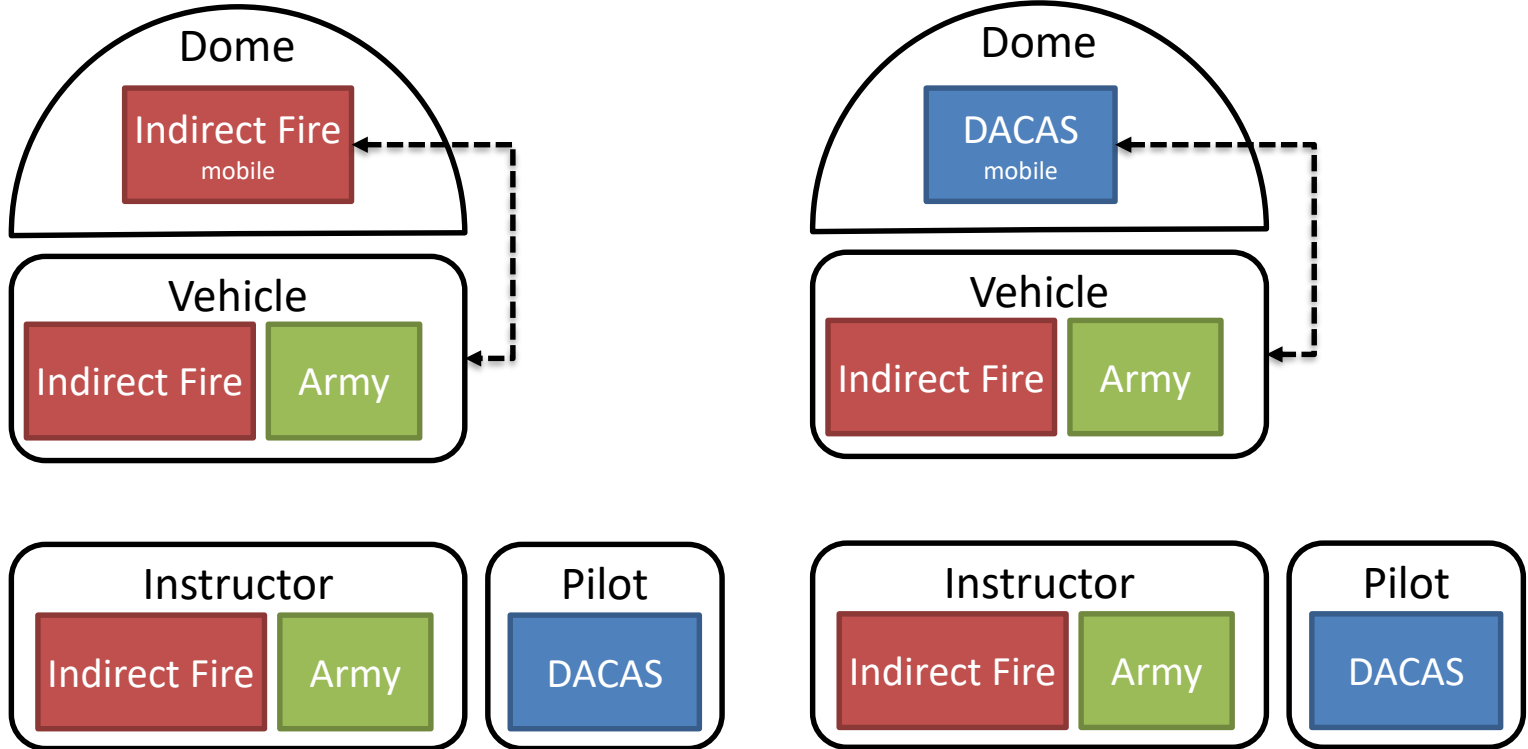 Dome
Indirect Fire
mobile
Vehicle
Indirect Fire
Army
Instructor
Indirect Fire
Army
Pilot
DACAS
Dome
DACAS
mobile
Vehicle
Indirect Fire
Army
Instructor
Indirect Fire
Army
Pilot
DACAS